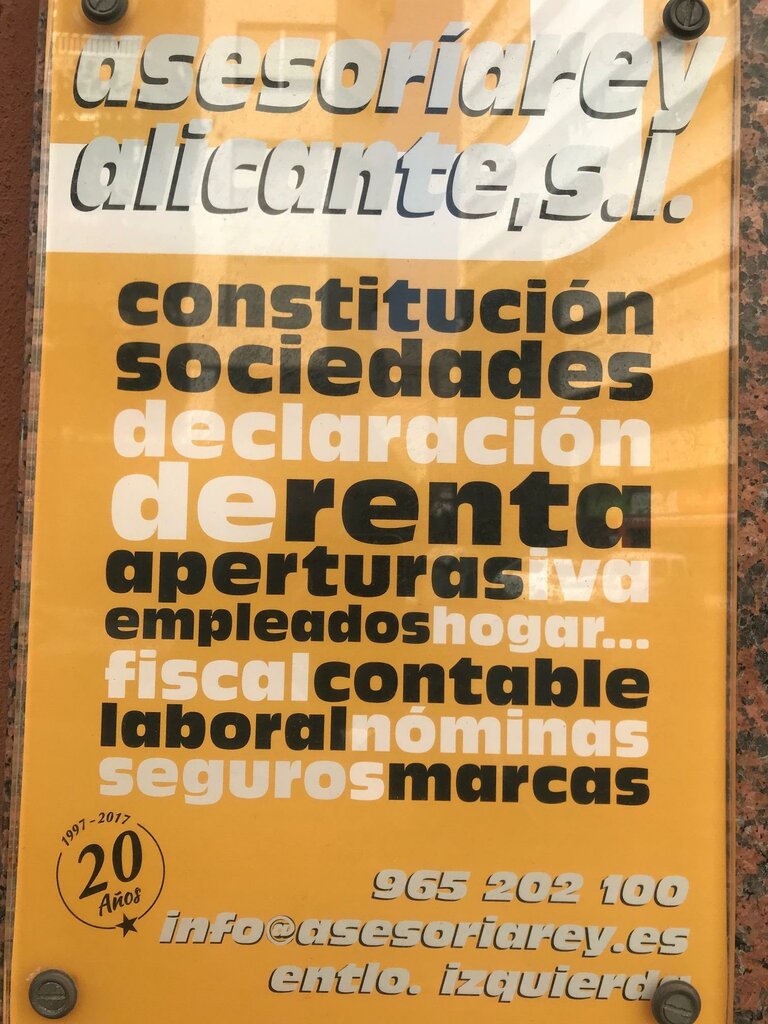 asesoríarey
alicante,s.l.
constitución
sociedades
declaración
derenta
aperturasiva
empleadoshogar...
fiscalcontable
laboralnóminas
segurosmarcas
1997-2017
20
Años
965 202 100
info@asesoriarey.es
entlo. izquierda